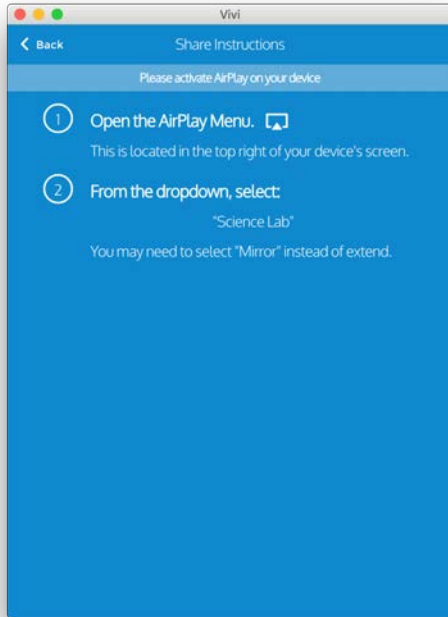 Vivi
Back
Share Instructions
Please activate AirPlay on your device
1
Open the AirPlay Menu.
This is located in the top right of your device's screen.
2
From the dropdown, select:
"Science Lab"
You may need to select "Mirror" instead of extend.